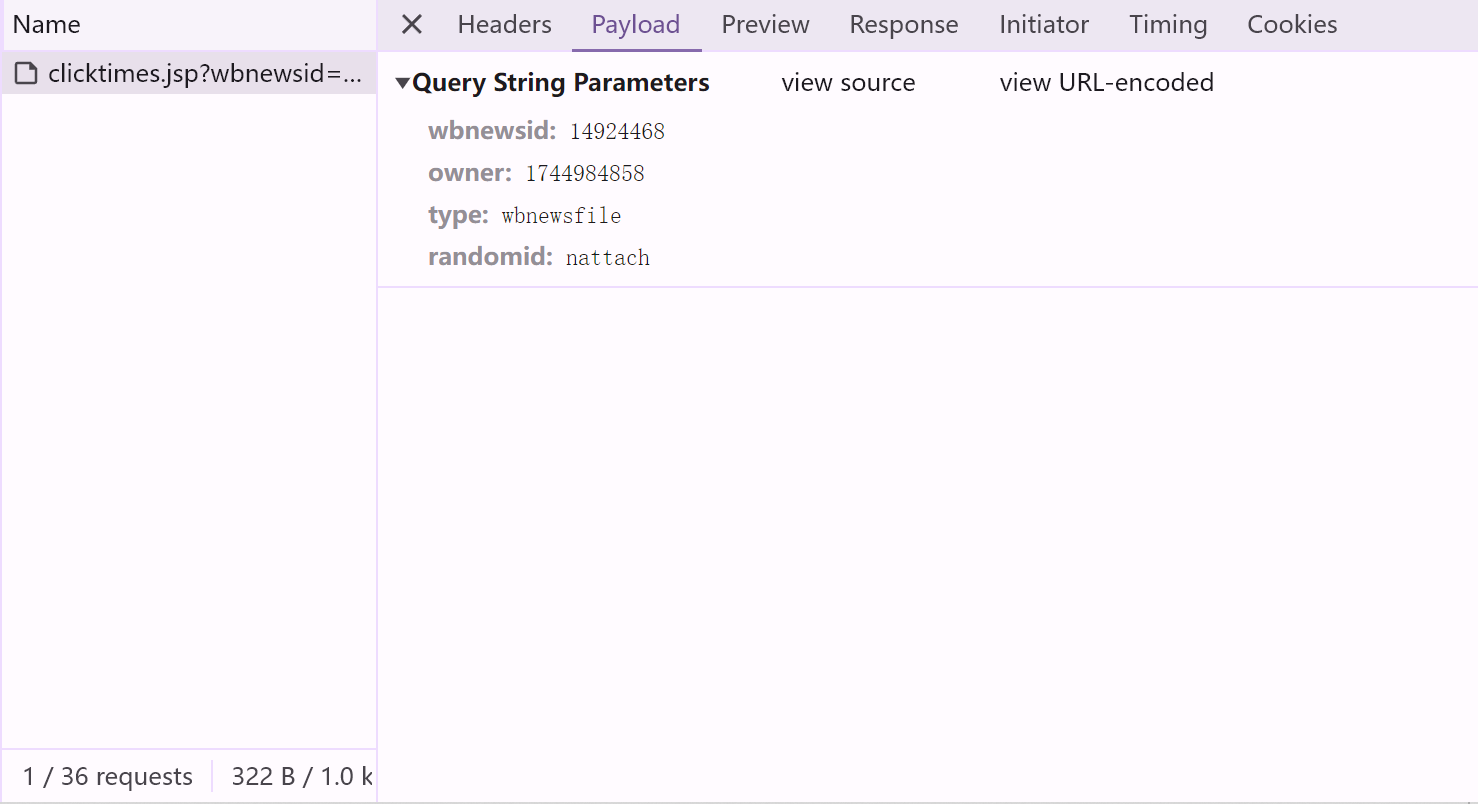 Name
Headers Payload Preview Response Initiator Timing Cookies
clicktimes.jsp?wbnewsid=...
▼Query String Parameters view source view URL-encoded
wbnewsid: 14924468
owner: 1744984858
type: wbnewsfile
randomid: nattach
1 / 36 requests 322 B / 1.0 k